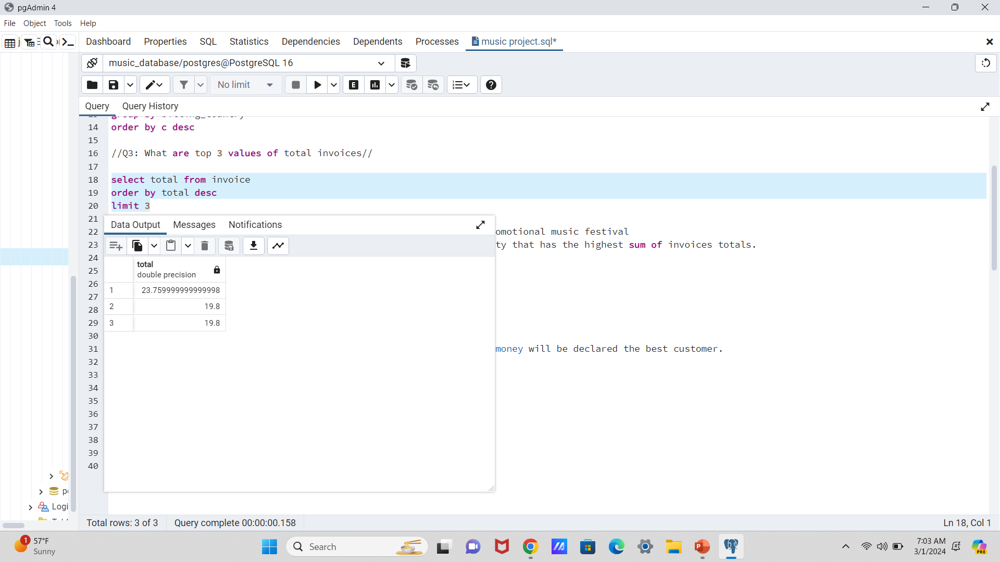 pgAdmin 4
File Object Tools Help
Dashboard Properties SQL Statistics Dependencies Dependents Processes music project.sql*
music_database/postgres@PostgreSQL 16
No limit
Query Query History
14 order by c desc
15
16 //Q3: What are top 3 values of total invoices//
17
18 select total from invoice
19 order by total desc
20 limit 3
21
22 omotional music festival
23 ty that has the highest sum of invoices totals.
24
25
26
27
28
29
30
31 money will be declared the best customer.
32
33
34
35
36
37
38
39
40
Data Output Messages Notifications
total
double precision
1 23.759999999999998
2 19.8
3 19.8
Logi
Total rows: 3 of 3 Query complete 00:00:00.158 Ln 18, Col 1
1
57°F
Sunny
Search
7:03 AM
3/1/2024
PRE